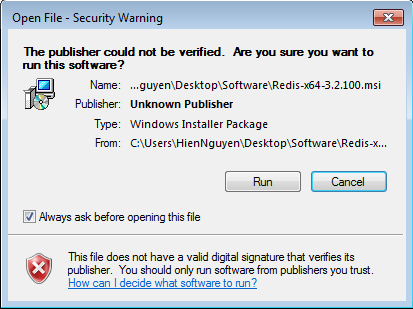 Open File - Security Warning
The publisher could not be verified. Are you sure you want to
run this software?
Name: ...guyen\Desktop\Software\Redis-x64-3.2.100.msi
Publisher: Unknown Publisher
Type: Windows Installer Package
From: C:\Users\HienNguyen\Desktop\Software\Redis-x...
Run Cancel
Always ask before opening this file
This file does not have a valid digital signature that verifies its
publisher. You should only run software from publishers you trust.
How can I decide what software to run?